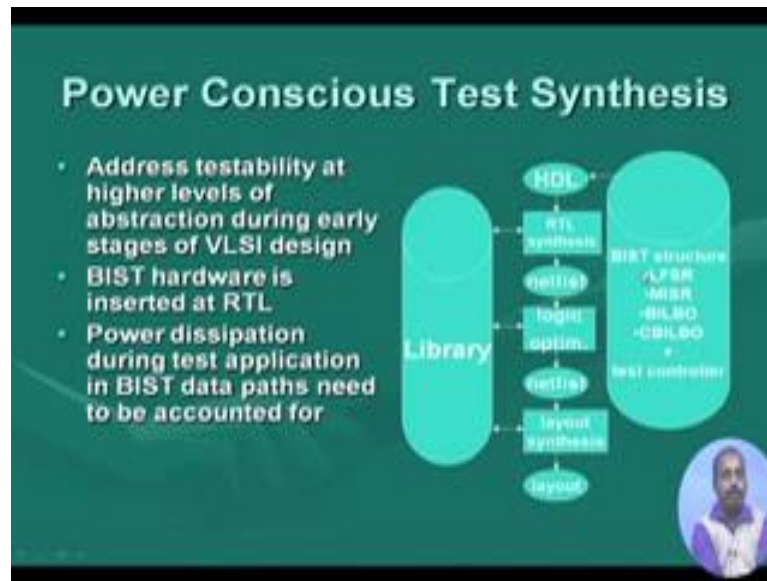 Power Conscious Test Synthesis
• Address testability at
higher levels of
abstraction during early
stages of VLSI design
• BIST hardware is
inserted at RTL
• Power dissipation
during test application
in BIST data paths need
to be accounted for
Library
HDL
RTL
synthesis
netlist
logic
optim.
netlist
layout
synthesis
layout
BIST structure
-LFSR
-MISR
-BILBO
-CBILBO
+
test controller